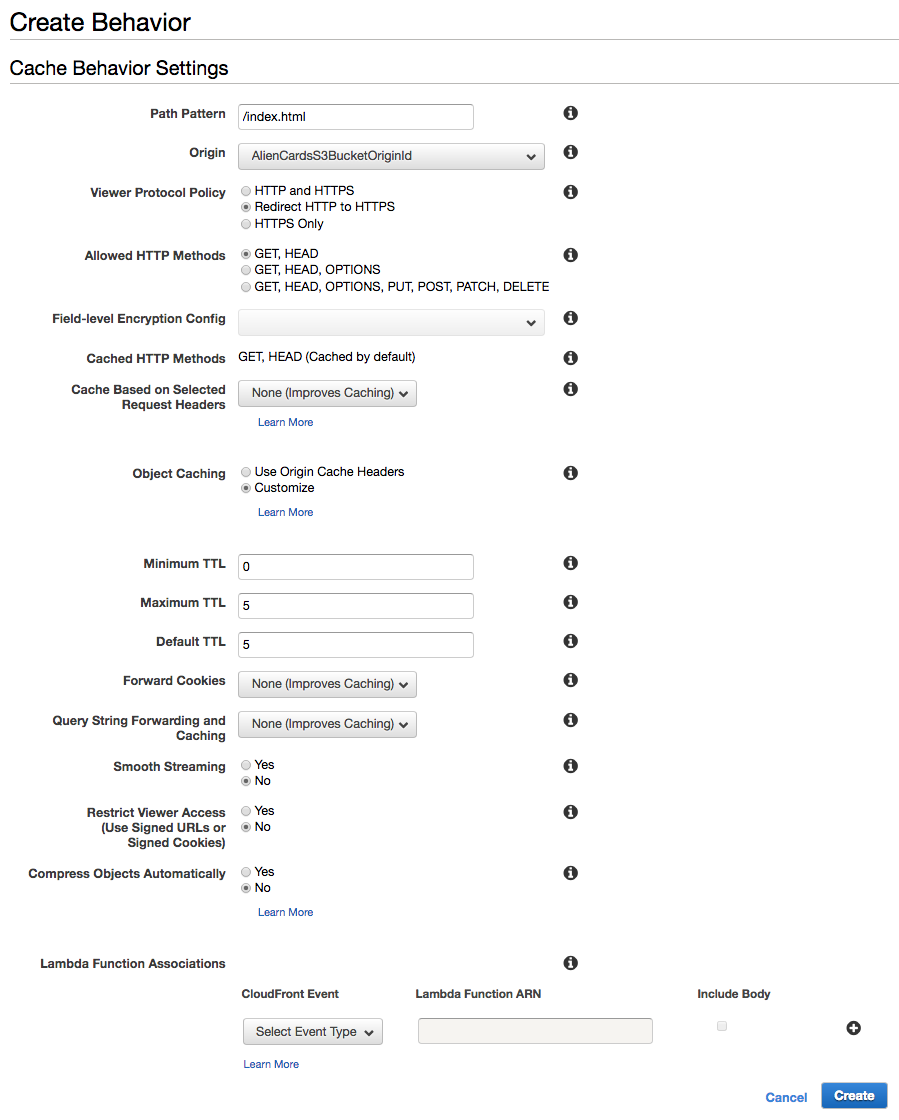 Create Behavior
Cache Behavior Settings
Path Pattern
/index.html
Origin
AlienCardsS3BucketOriginId
Viewer Protocol Policy
HTTP and HTTPS
Redirect HTTP to HTTPS
HTTPS Only
Allowed HTTP Methods
GET, HEAD
GET, HEAD, OPTIONS
GET, HEAD, OPTIONS, PUT, POST, PATCH, DELETE
Field-level Encryption Config
Cached HTTP Methods
GET, HEAD (Cached by default)
Cache Based on Selected
Request Headers
None (Improves Caching)
Learn More
Object Caching
Use Origin Cache Headers
Customize
Learn More
Minimum TTL
0
Maximum TTL
5
Default TTL
5
Forward Cookies
None (Improves Caching)
Query String Forwarding and
Caching
None (Improves Caching)
Smooth Streaming
Yes
No
Restrict Viewer Access
(Use Signed URLs or
Signed Cookies)
Yes
No
Compress Objects Automatically
Yes
No
Learn More
Lambda Function Associations
CloudFront Event
Lambda Function ARN
Include Body
Select Event Type
Learn More
Cancel
Create